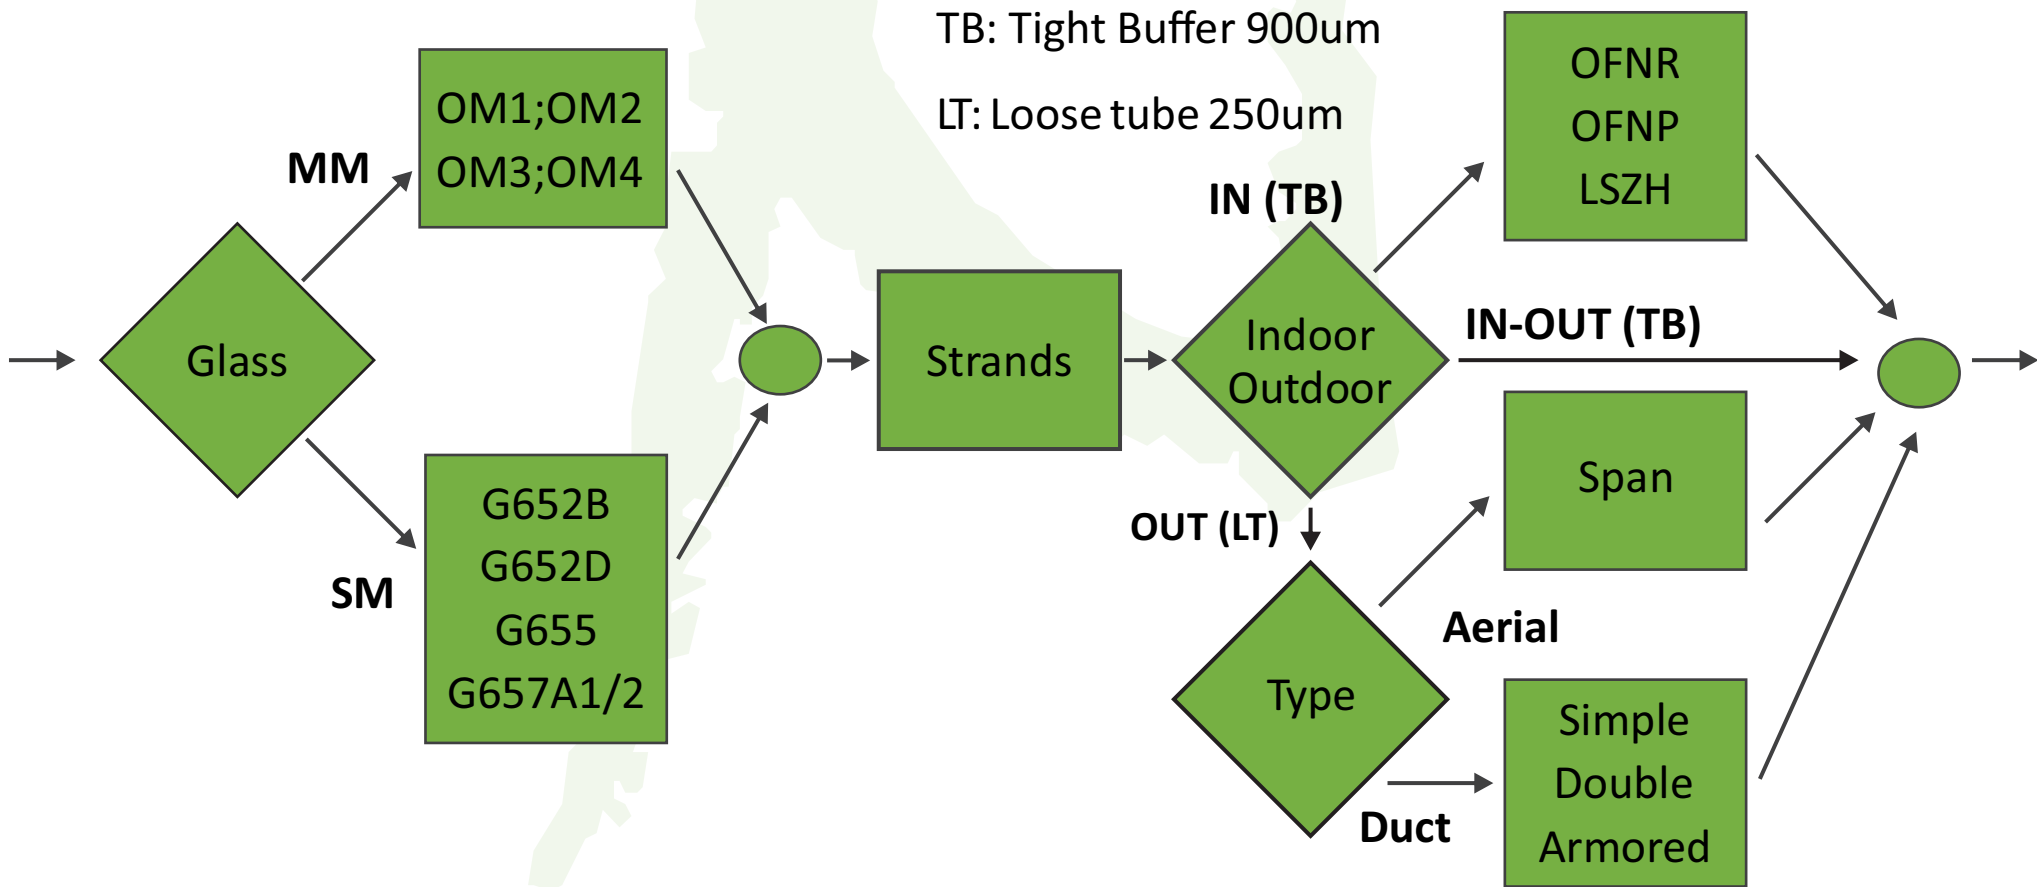 TB: Tight Buffer 900um
LT: Loose tube 250um
MM
OM1;OM2
OM3;OM4
Glass
SM
G652B
G652D
G655
G657A1/2
Strands
IN (TB)
Indoor
Outdoor
OFNR
OFNP
LSZH
IN-OUT (TB)
OUT (LT)
Type
Span
Aerial
Duct
Simple
Double
Armored